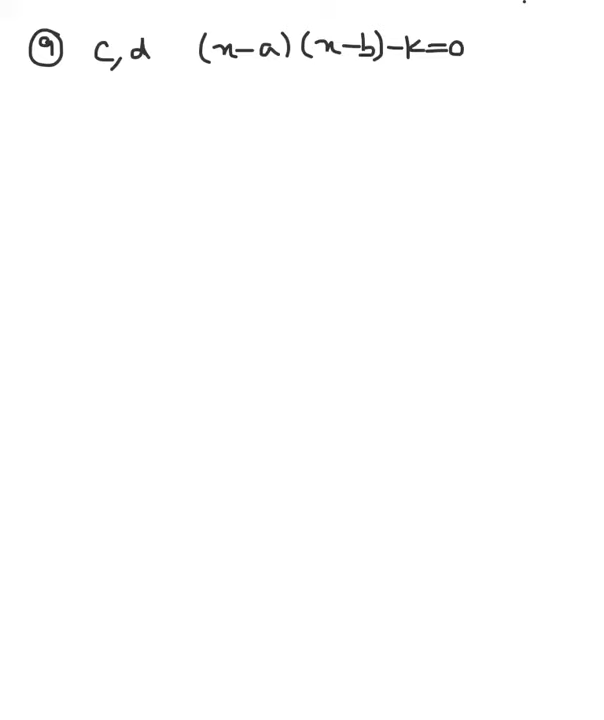 ⑨ c, d (x-a)(x-b)-k=0